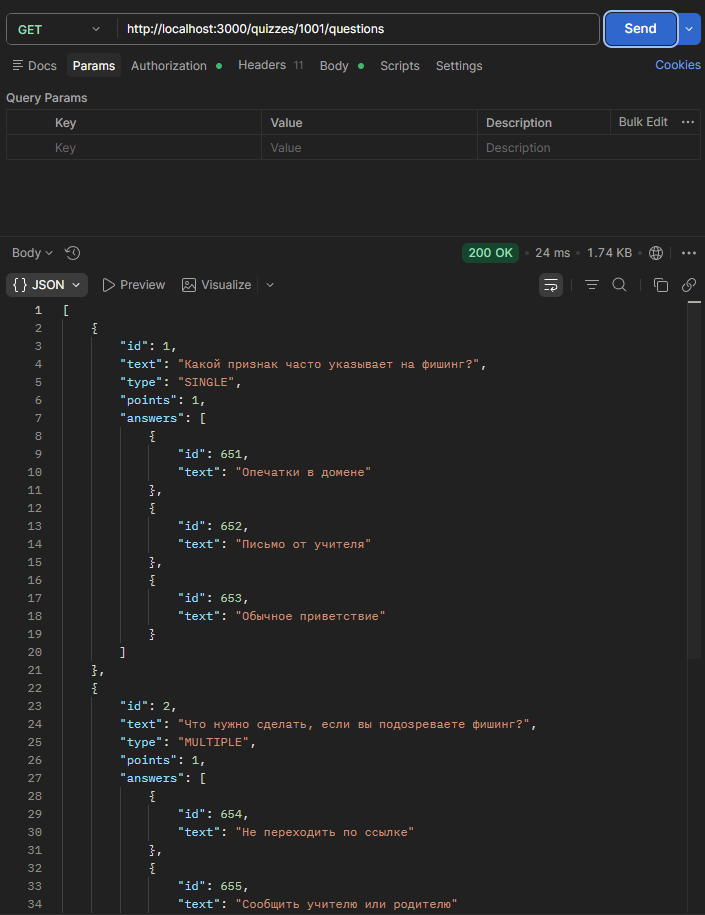 GET http://localhost:3000/quizzes/1001/questions Send
Docs Params Authorization Headers 11 Body Scripts Settings Cookies
Query Params
Key Value Description Bulk Edit
Key Value Description
Body 200 OK 24 ms 1.74 KB
{} JSON Preview Visualize
1 [
2 {
3 "id": 1,
4 "text": "Какой признак часто указывает на фишинг?",
5 "type": "SINGLE",
6 "points": 1,
7 "answers": [
8 {
9 "id": 651,
10 "text": "Опечатки в домене"
11 },
12 {
13 "id": 652,
14 "text": "Письмо от учителя"
15 },
16 {
17 "id": 653,
18 "text": "Обычное приветствие"
19 }
20 ]
21 },
22 {
23 "id": 2,
24 "text": "Что нужно сделать, если вы подозреваете фишинг?",
25 "type": "MULTIPLE",
26 "points": 1,
27 "answers": [
28 {
29 "id": 654,
30 "text": "Не переходить по ссылке"
31 },
32 {
33 "id": 655,
34 "text": "Сообщить учителю или родителю"